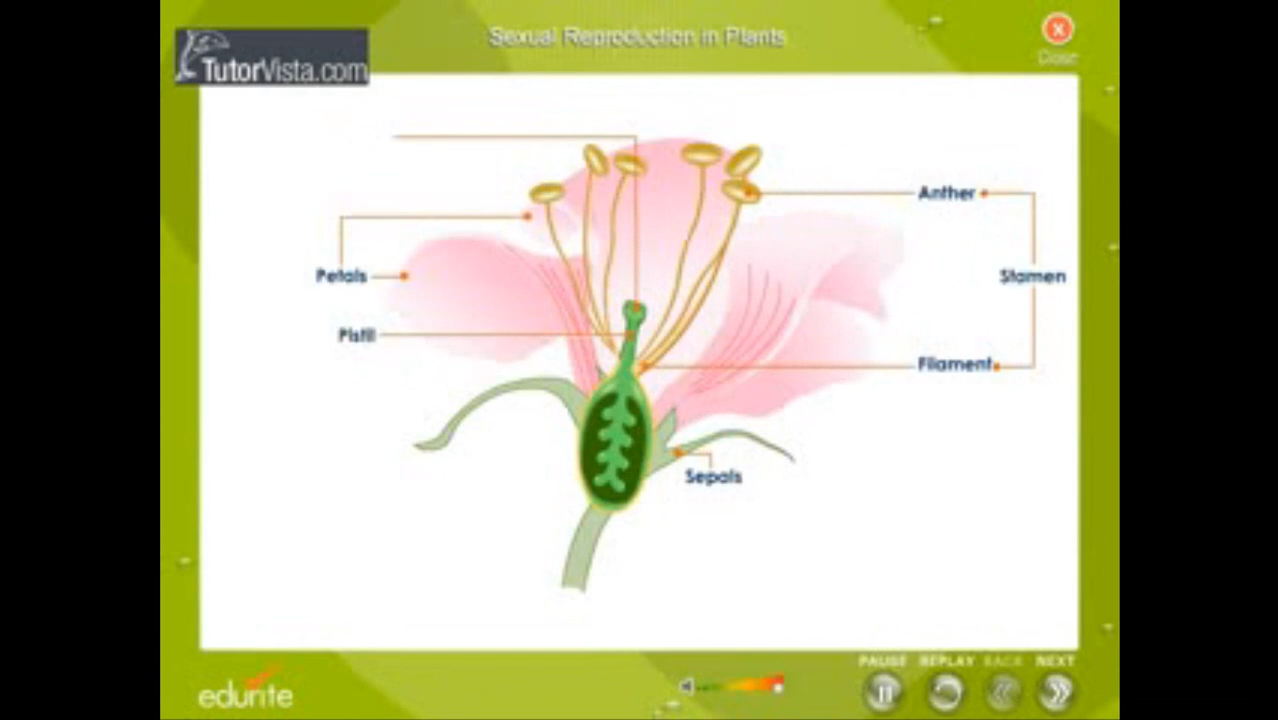 Sexual Reproduction in Plants
TutorVista.com
Close
Anther
Petals
Stamen
Pistil
Filament
Sepals
PAUSE REPLAY BACK NEXT
edurite